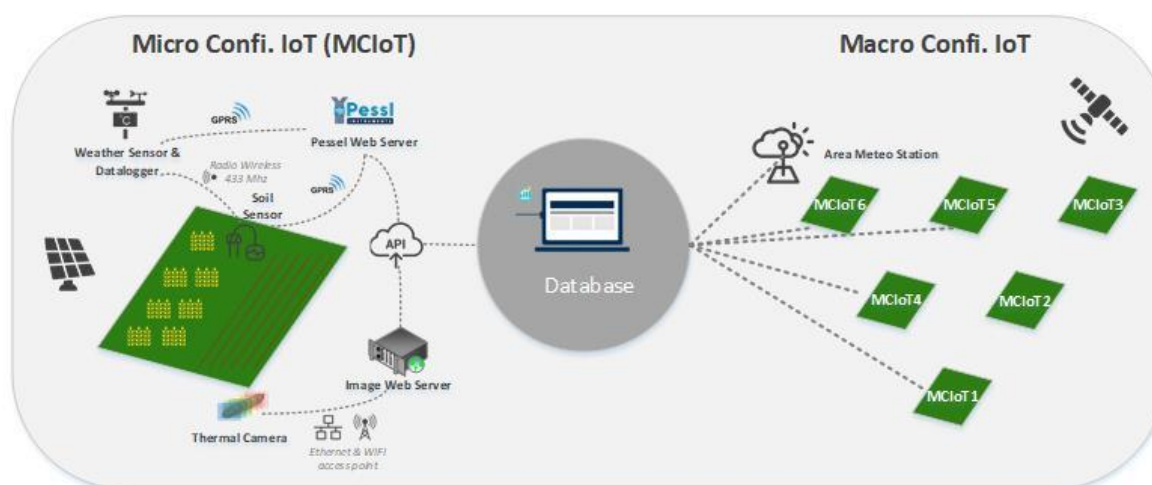 Micro Confi. IoT (MCIoT)
Macro Confi. IoT
GPRS
Pessl
INSTRUMENTS
Weather Sensor &
Datalogger
Pessel Web Server
Radio Wireless
433 Mhz
GPRS
Soil
Sensor
°C
API
Image Web Server
Thermal Camera
Ethernet & WIFI
access point
Database
Area Meteo Station
MCIoT6
MCIoT5
MCIoT3
MCIoT4
MCIoT2
MCIoT1